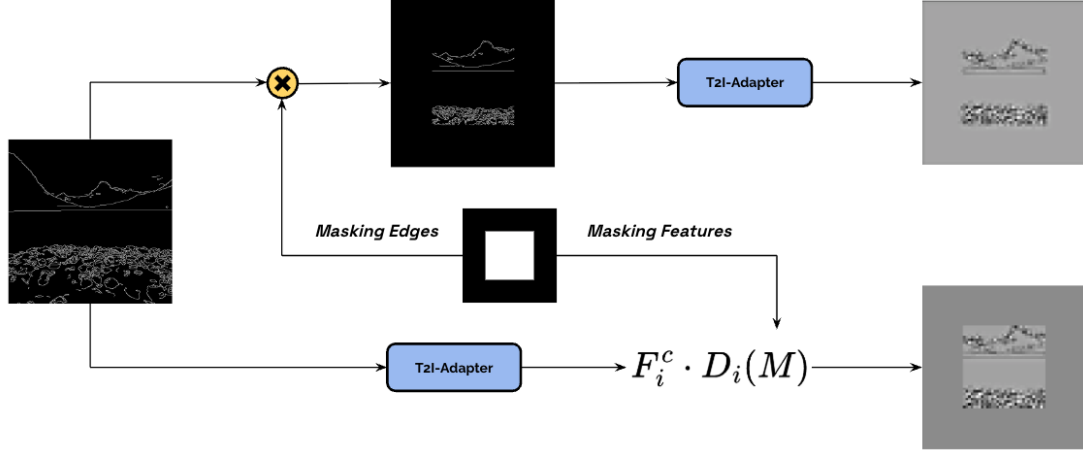 T2I-Adapter
Masking Edges
Masking Features
T2I-Adapter
F_i^c · D_i(M)